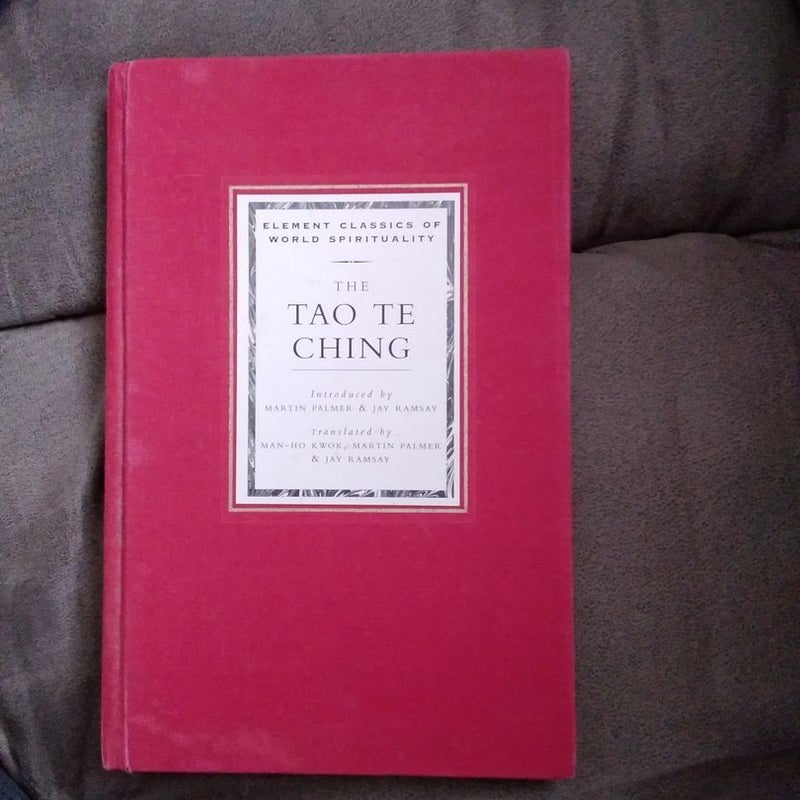 ELEMENT CLASSICS OF
WORLD SPIRITUALITY
THE
TAO TE
CHING
Introduced by
MARTIN PALMER & JAY RAMSAY
Translated by
MAN-HO KWOK, MARTIN PALMER
& JAY RAMSAY